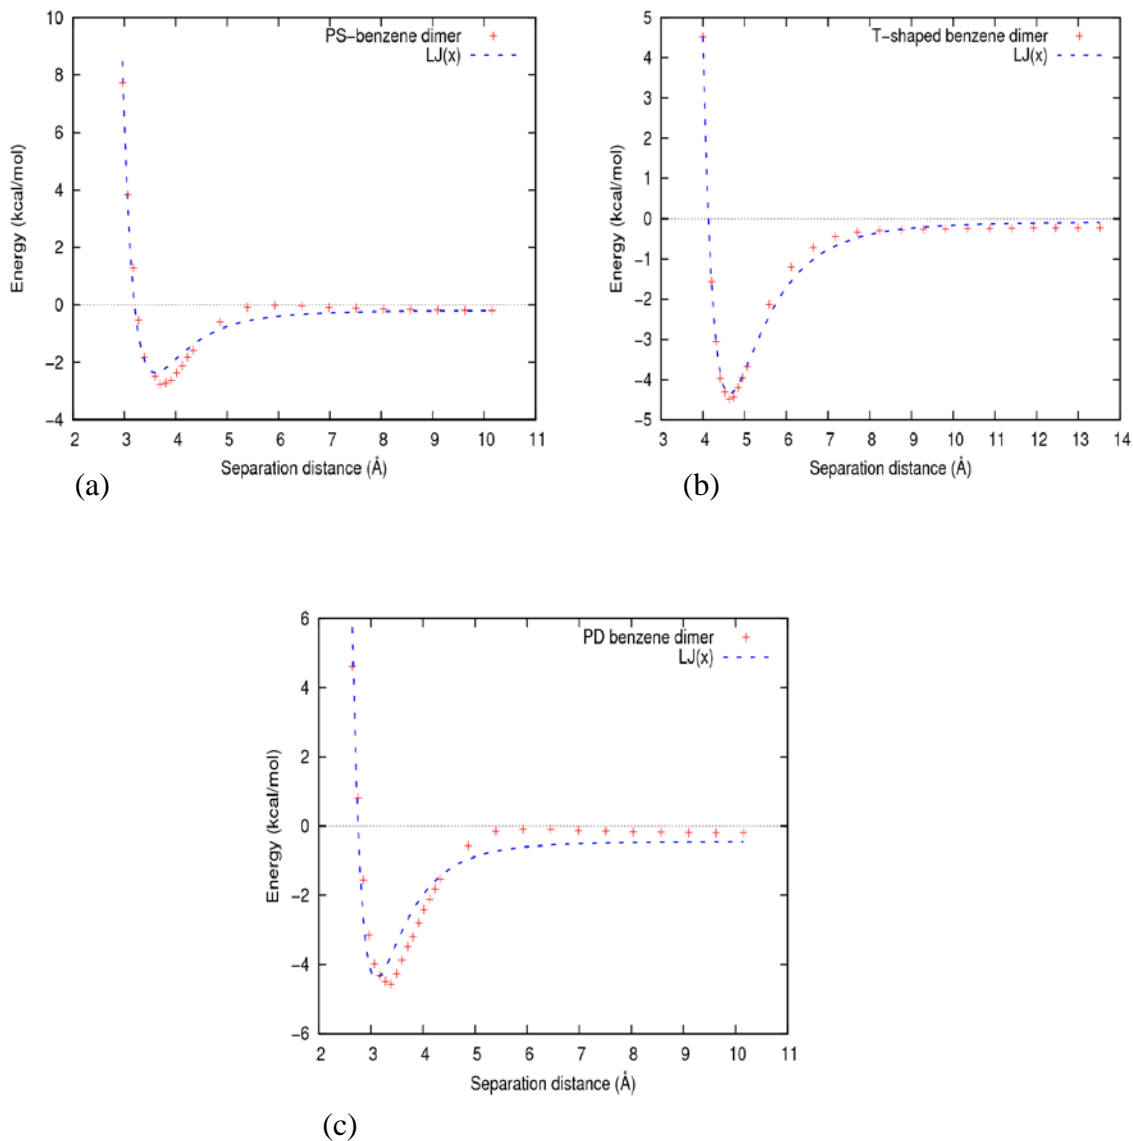 PS-benzene dimer
LJ(x)
10
8
6
4
2
0
-2
-4
Energy (kcal/mol)
2 3 4 5 6 7 8 9 10 11
Separation distance (Å)
(a)
T-shaped benzene dimer
LJ(x)
5
4
3
2
1
0
-1
-2
-3
-4
-5
Energy (kcal/mol)
3 4 5 6 7 8 9 10 11 12 13 14
Separation distance (Å)
(b)
PD benzene dimer
LJ(x)
6
4
2
0
-2
-4
-6
Energy (kcal/mol)
2 3 4 5 6 7 8 9 10 11
Separation distance (Å)
(c)